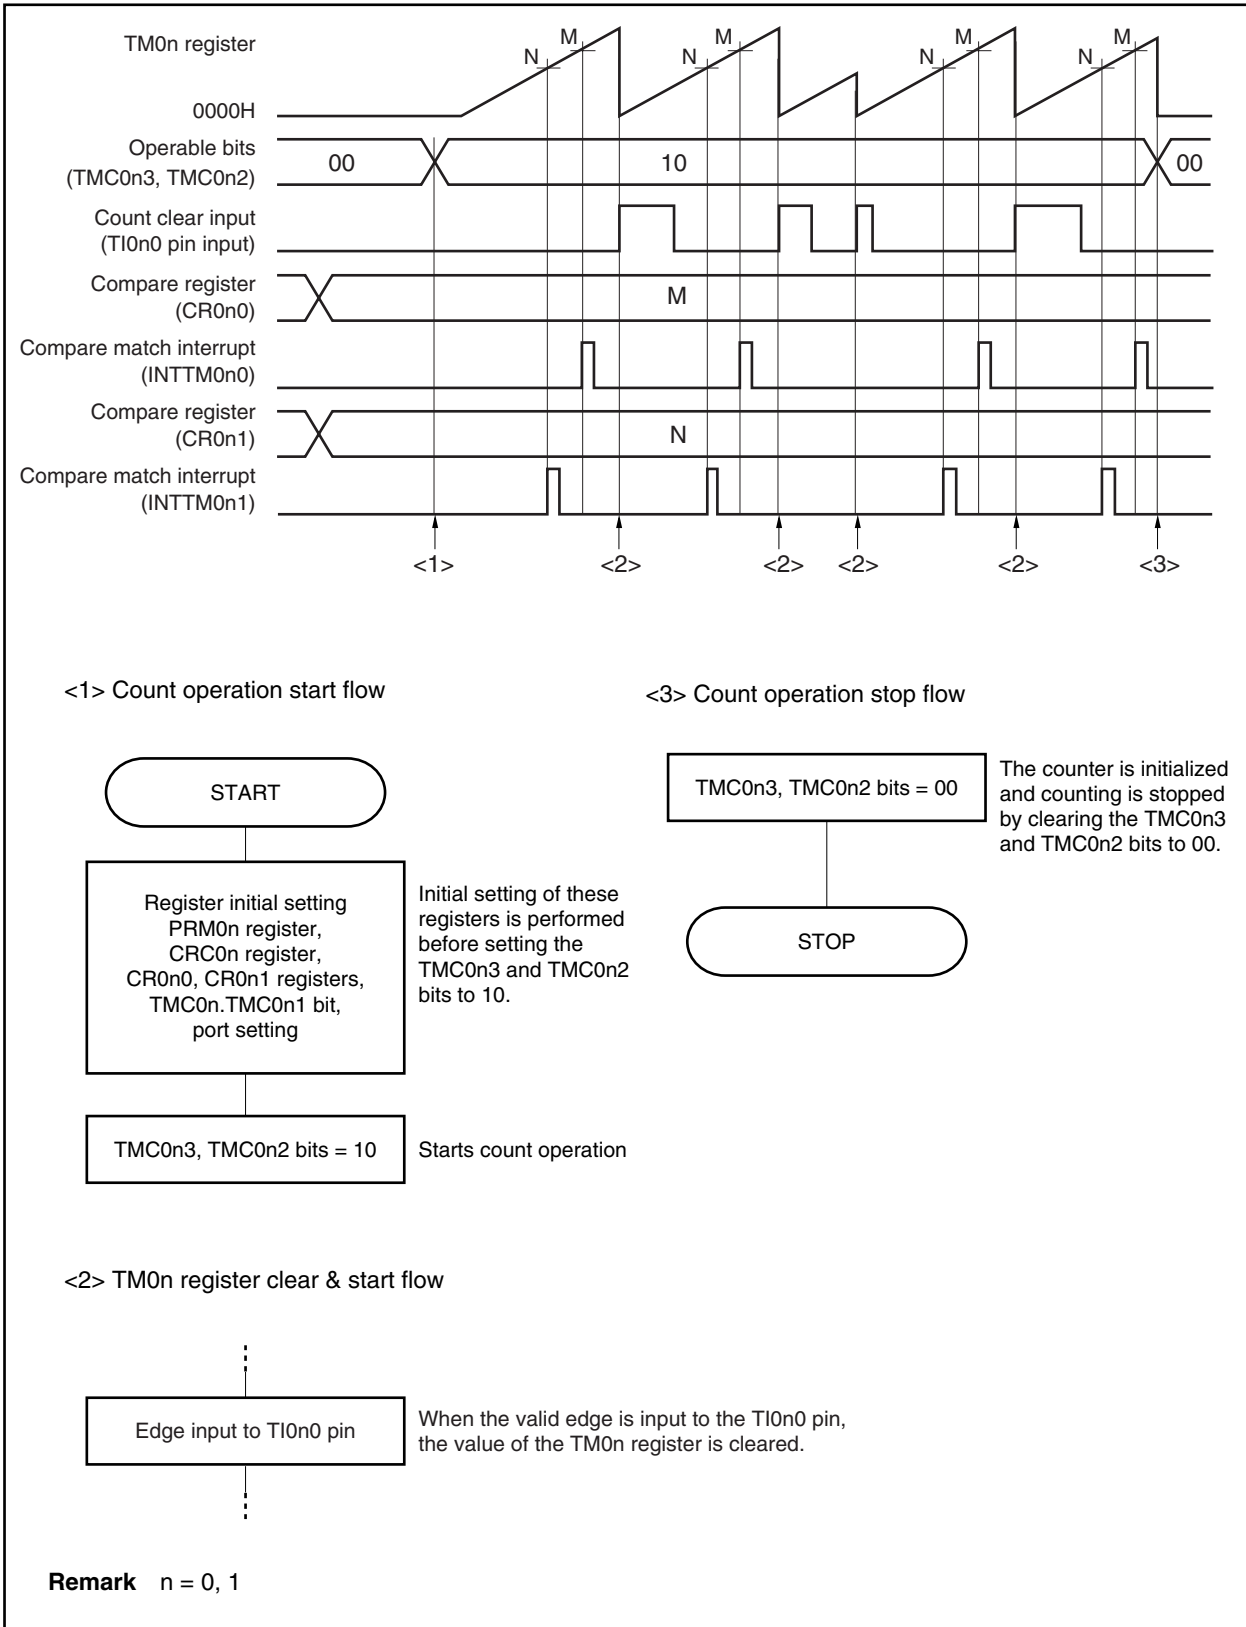 TM0n register
N M N M N M N M
0000H
Operable bits
(TMC0n3, TMC0n2)
00 10 00
Count clear input
(TI0n0 pin input)
Compare register
(CR0n0)
M
Compare match interrupt
(INTTM0n0)
Compare register
(CR0n1)
N
Compare match interrupt
(INTTM0n1)
<1> <2> <2> <2> <2> <3>
<1> Count operation start flow
START
Register initial setting
PRM0n register,
CRC0n register,
CR0n0, CR0n1 registers,
TMC0n.TMC0n1 bit,
port setting
Initial setting of these
registers is performed
before setting the
TMC0n3 and TMC0n2
bits to 10.
TMC0n3, TMC0n2 bits = 10
Starts count operation
<3> Count operation stop flow
TMC0n3, TMC0n2 bits = 00
The counter is initialized
and counting is stopped
by clearing the TMC0n3
and TMC0n2 bits to 00.
STOP
<2> TM0n register clear & start flow
Edge input to TI0n0 pin
When the valid edge is input to the TI0n0 pin,
the value of the TM0n register is cleared.
Remark n = 0, 1